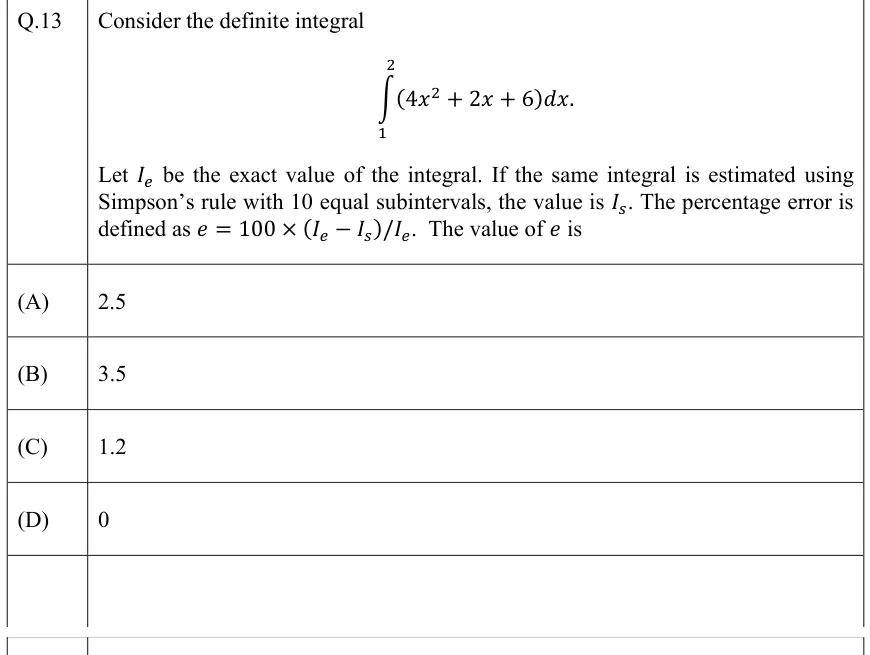 Q.13 Consider the definite integral
2
∫(4x² + 2x + 6)dx.
1
Let Iₑ be the exact value of the integral. If the same integral is estimated using
Simpson's rule with 10 equal subintervals, the value is Iₛ. The percentage error is
defined as e = 100 × (Iₑ − Iₛ)/Iₑ. The value of e is
(A) 2.5
(B) 3.5
(C) 1.2
(D) 0